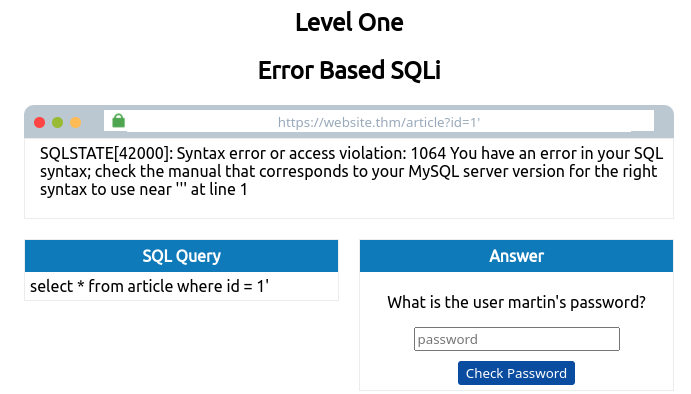 Level One
Error Based SQLi
https://website.thm/article?id=1'
SQLSTATE[42000]: Syntax error or access violation: 1064 You have an error in your SQL
syntax; check the manual that corresponds to your MySQL server version for the right
syntax to use near ''' at line 1
SQL Query
select * from article where id = 1'
Answer
What is the user martin's password?
password
Check Password